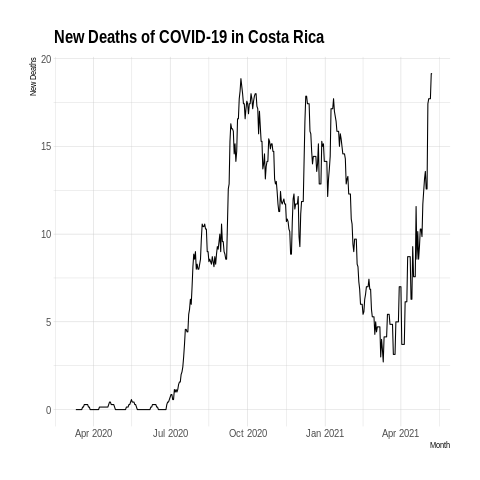 New Deaths of COVID-19 in Costa Rica
New Deaths
20
15
10
5
0
Apr 2020
Jul 2020
Oct 2020
Jan 2021
Apr 2021
Month